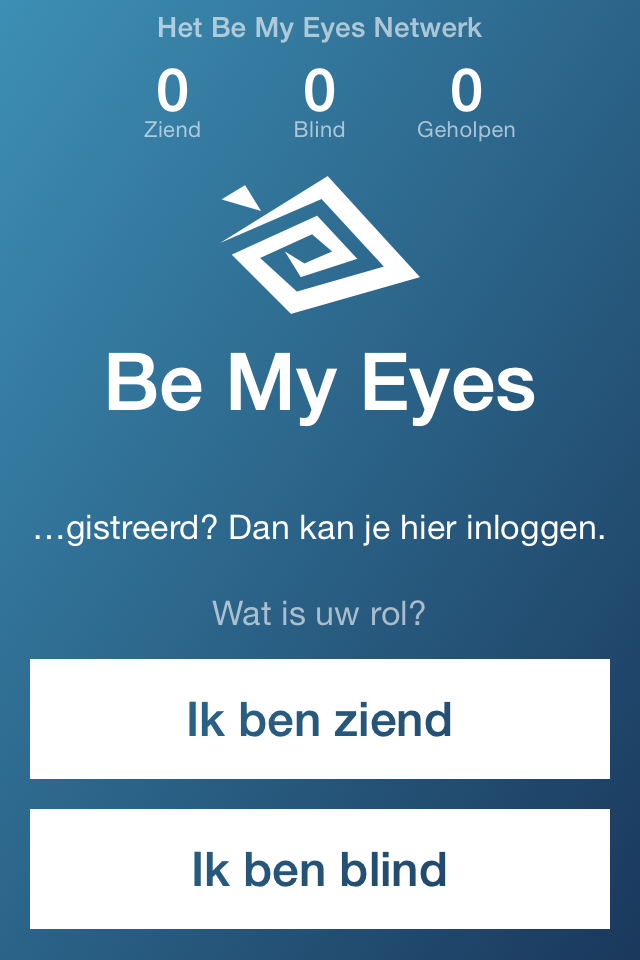 Het Be My Eyes Netwerk
0 0 0
Ziend Blind Geholpen
Be My Eyes
...gistreerd? Dan kan je hier inloggen.
Wat is uw rol?
Ik ben ziend
Ik ben blind